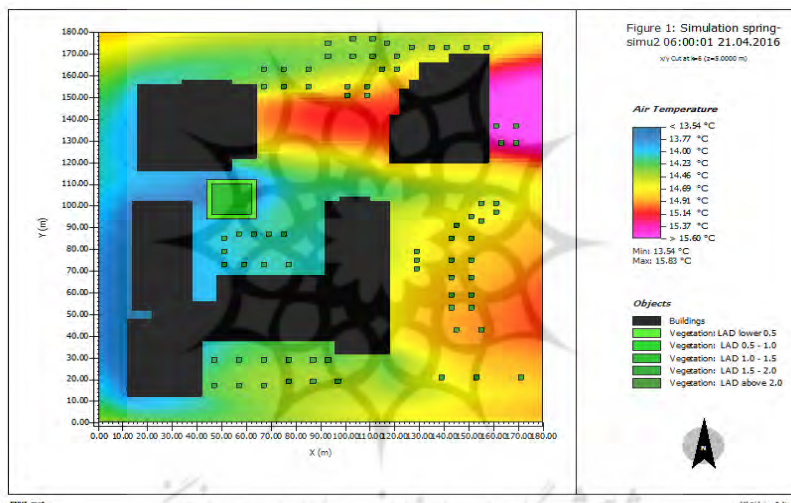 Figure 1: Simulation spring-
simu2 06:00:01 21.04.2016
x/y Cut at k=6 (z=5.0000 m)
Air Temperature
< 13.54 °C
13.77 °C
14.00 °C
14.23 °C
14.46 °C
14.69 °C
14.91 °C
15.14 °C
15.37 °C
> 15.60 °C
Min: 13.54 °C
Max: 15.83 °C
Objects
Buildings
Vegetation: LAD lower 0.5
Vegetation: LAD 0.5 - 1.0
Vegetation: LAD 1.0 - 1.5
Vegetation: LAD 1.5 - 2.0
Vegetation: LAD above 2.0
N
180.00
170.00
160.00
150.00
140.00
130.00
120.00
110.00
100.00
90.00
80.00
70.00
60.00
50.00
40.00
30.00
20.00
10.00
0.00
Y (m)
0.00 10.00 20.00 30.00 40.00 50.00 60.00 70.00 80.00 90.00 100.00 110.00 120.00 130.00 140.00 150.00 160.00 170.00 180.00
X (m)